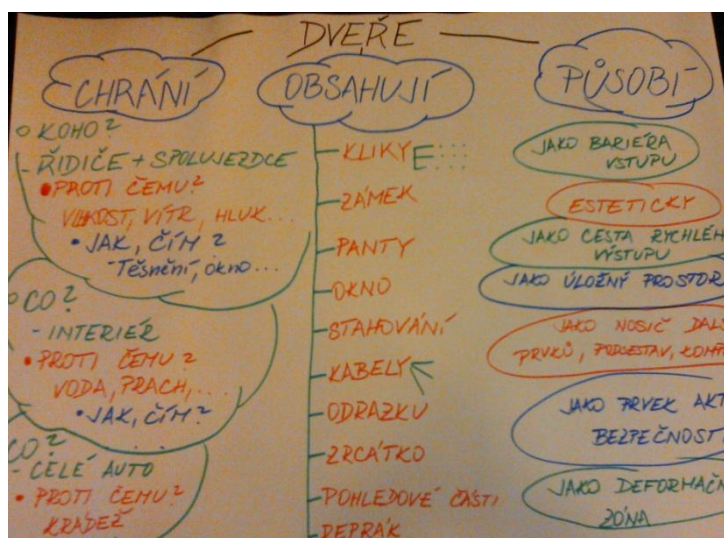 DVEŘE
CHRÁNÍ
KOHO?
- ŘIDIČE + SPOLUJEZDCE
• PROTI ČEMU?
VLHKOST, VÍTR, HLUK...
• JAK, ČÍM?
- Těsnění, okno...
CO?
- INTERIÉR
• PROTI ČEMU?
VODA, PRACH,...
• JAK, ČÍM?
CO?
- CELÉ AUTO
• PROTI ČEMU?
KRÁDEŽ
OBSAHUJÍ
- KLIKY
- ZÁMEK
- PANTY
- OKNO
- STAHOVÁNÍ
- KABELY
- ODRAZKU
- ZRCÁTKO
- POHLEDOVÉ ČÁSTI
- REPRÁK
PŮSOBÍ
JAKO BARIÉRA
VSTUPU
ESTETICKY
JAKO CESTA RYCHLÉH
VÝSTUPU
JAKO ÚLOŽNÝ PROSTOR
JAKO NOSIČ DALŠ
PRVKŮ, PODSESTAV, KOMP
JAKO PRVEK AKT
BEZPEČNOSTI
JAKO DEFORMAČN
ZÓNA